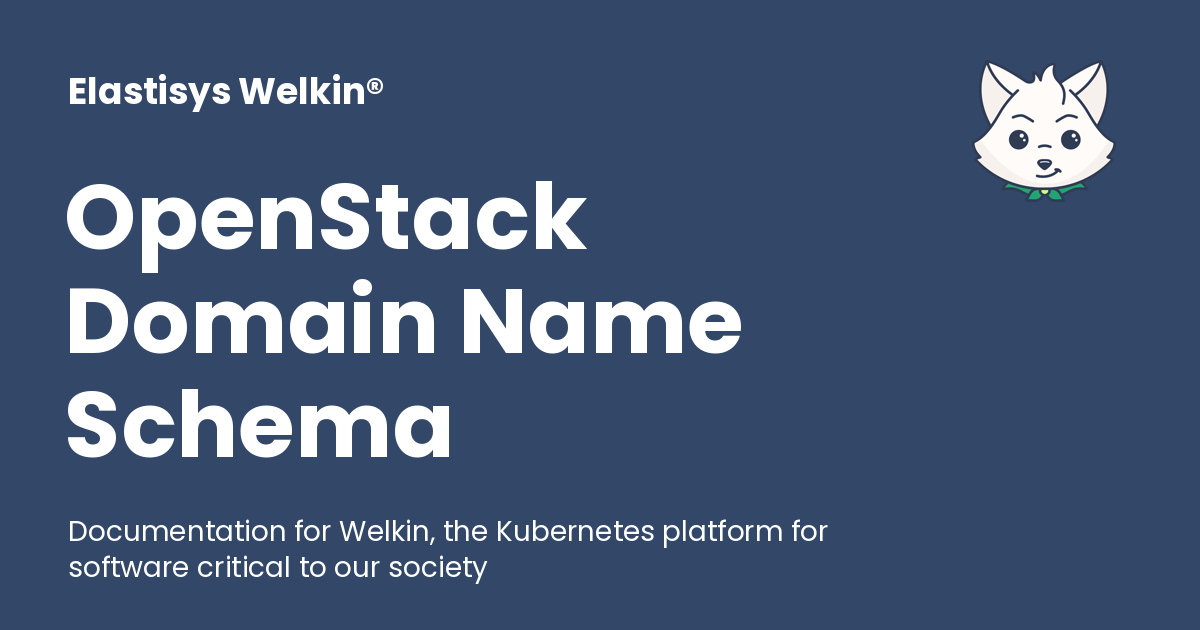 Elastisys Welkin®
OpenStack
Domain Name
Schema
Documentation for Welkin, the Kubernetes platform for
software critical to our society